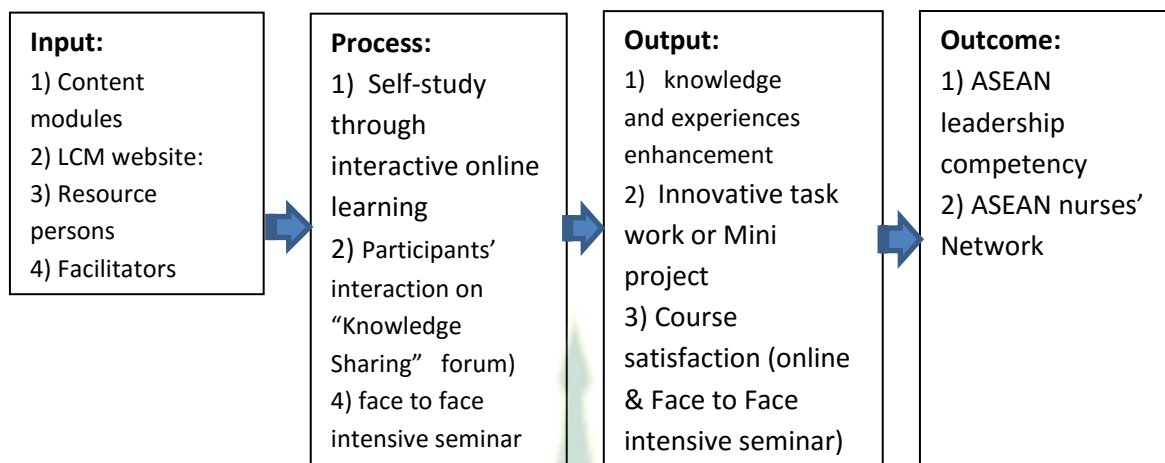 Input:
1) Content
modules
2) LCM website:
3) Resource
persons
4) Facilitators
Process:
1) Self-study
through
interactive online
learning
2) Participants’
interaction on
“Knowledge
Sharing” forum)
4) face to face
intensive seminar
Output:
1) knowledge
and experiences
enhancement
2) Innovative task
work or Mini
project
3) Course
satisfaction (online
& Face to Face
intensive seminar)
Outcome:
1) ASEAN
leadership
competency
2) ASEAN nurses’
Network